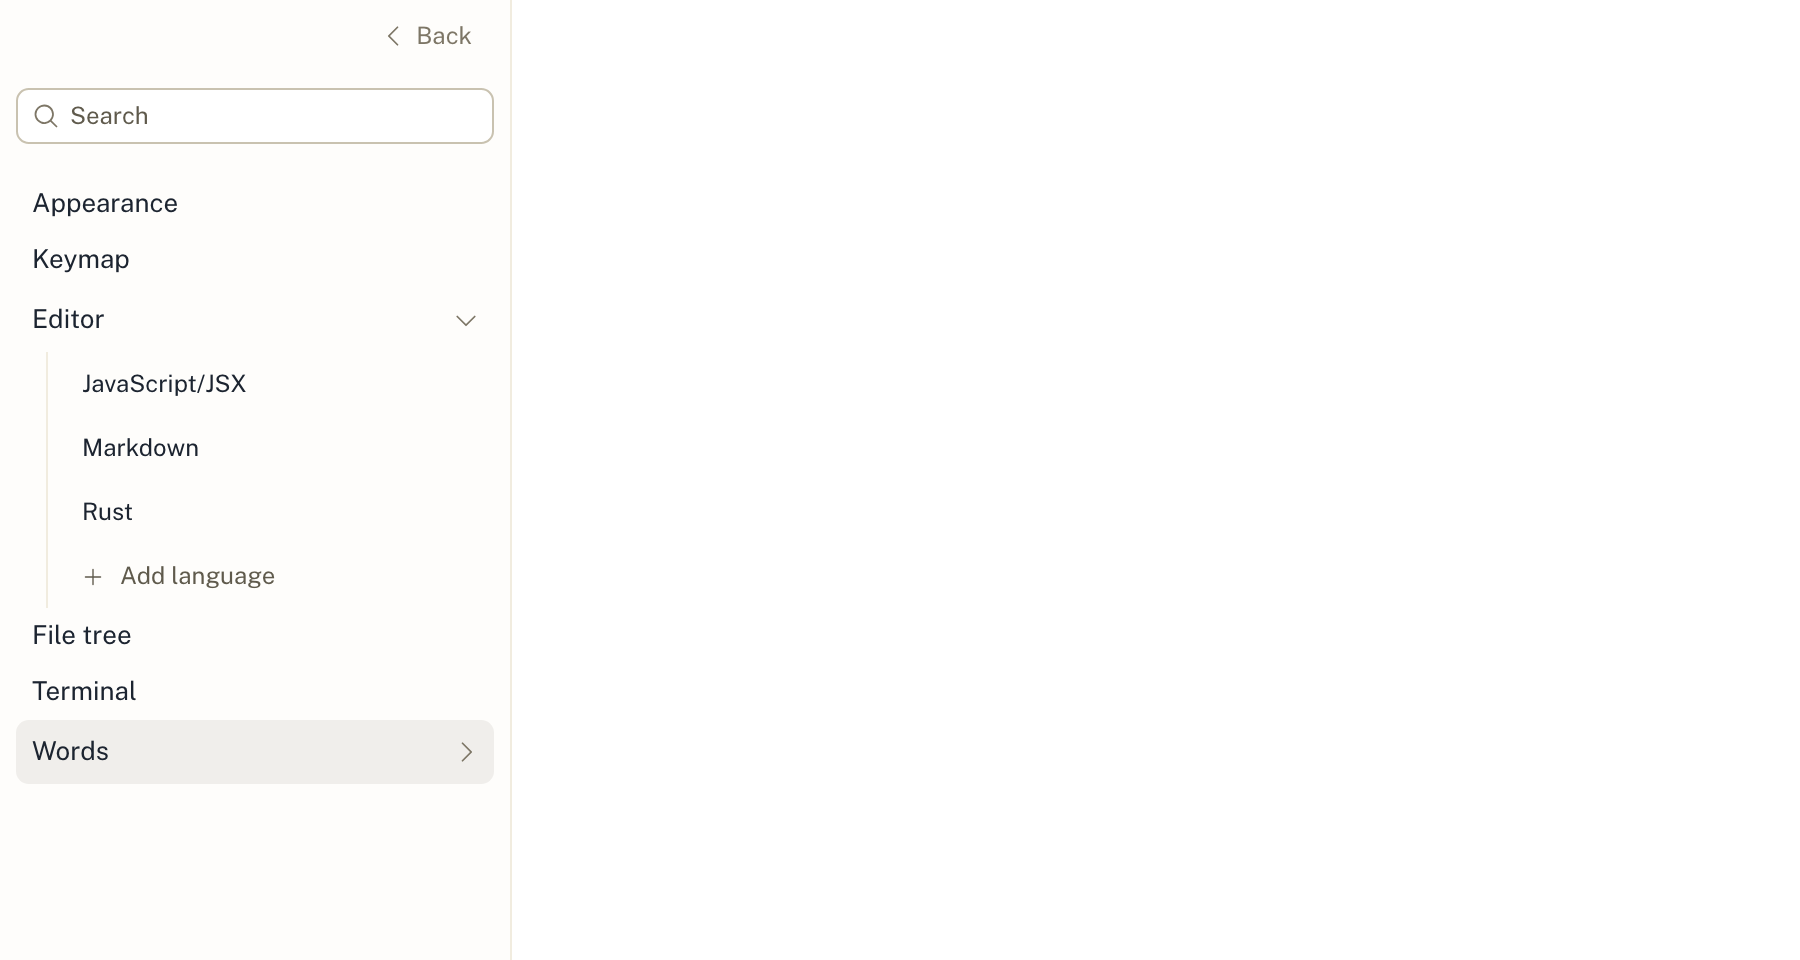 Back
Search
Appearance
Keymap
Editor
JavaScript/JSX
Markdown
Rust
Add language
File tree
Terminal
Words